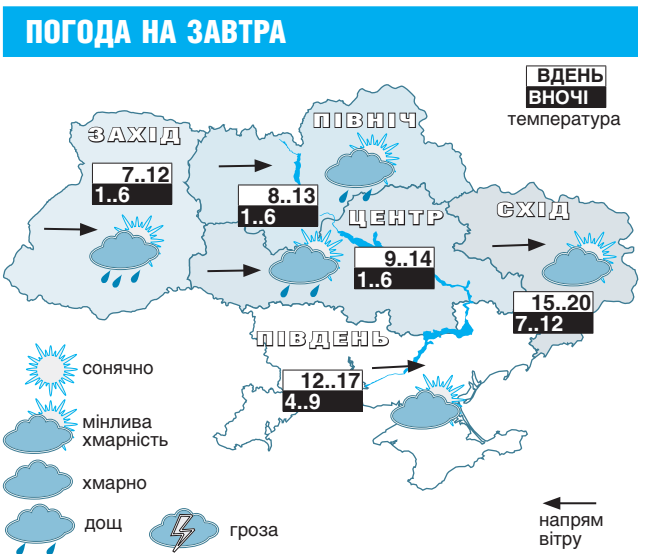 ПОГОДА НА ЗАВТРА
ВДЕНЬ
ВНОЧІ
температура
ЗАХІД
7..12
1..6
ПІВНІЧ
8..13
1..6
ЦЕНТР
9..14
1..6
СХІД
15..20
7..12
ПІВДЕНЬ
12..17
4..9
сонячно
мінлива
хмарність
хмарно
дощ
гроза
напрям
вітру